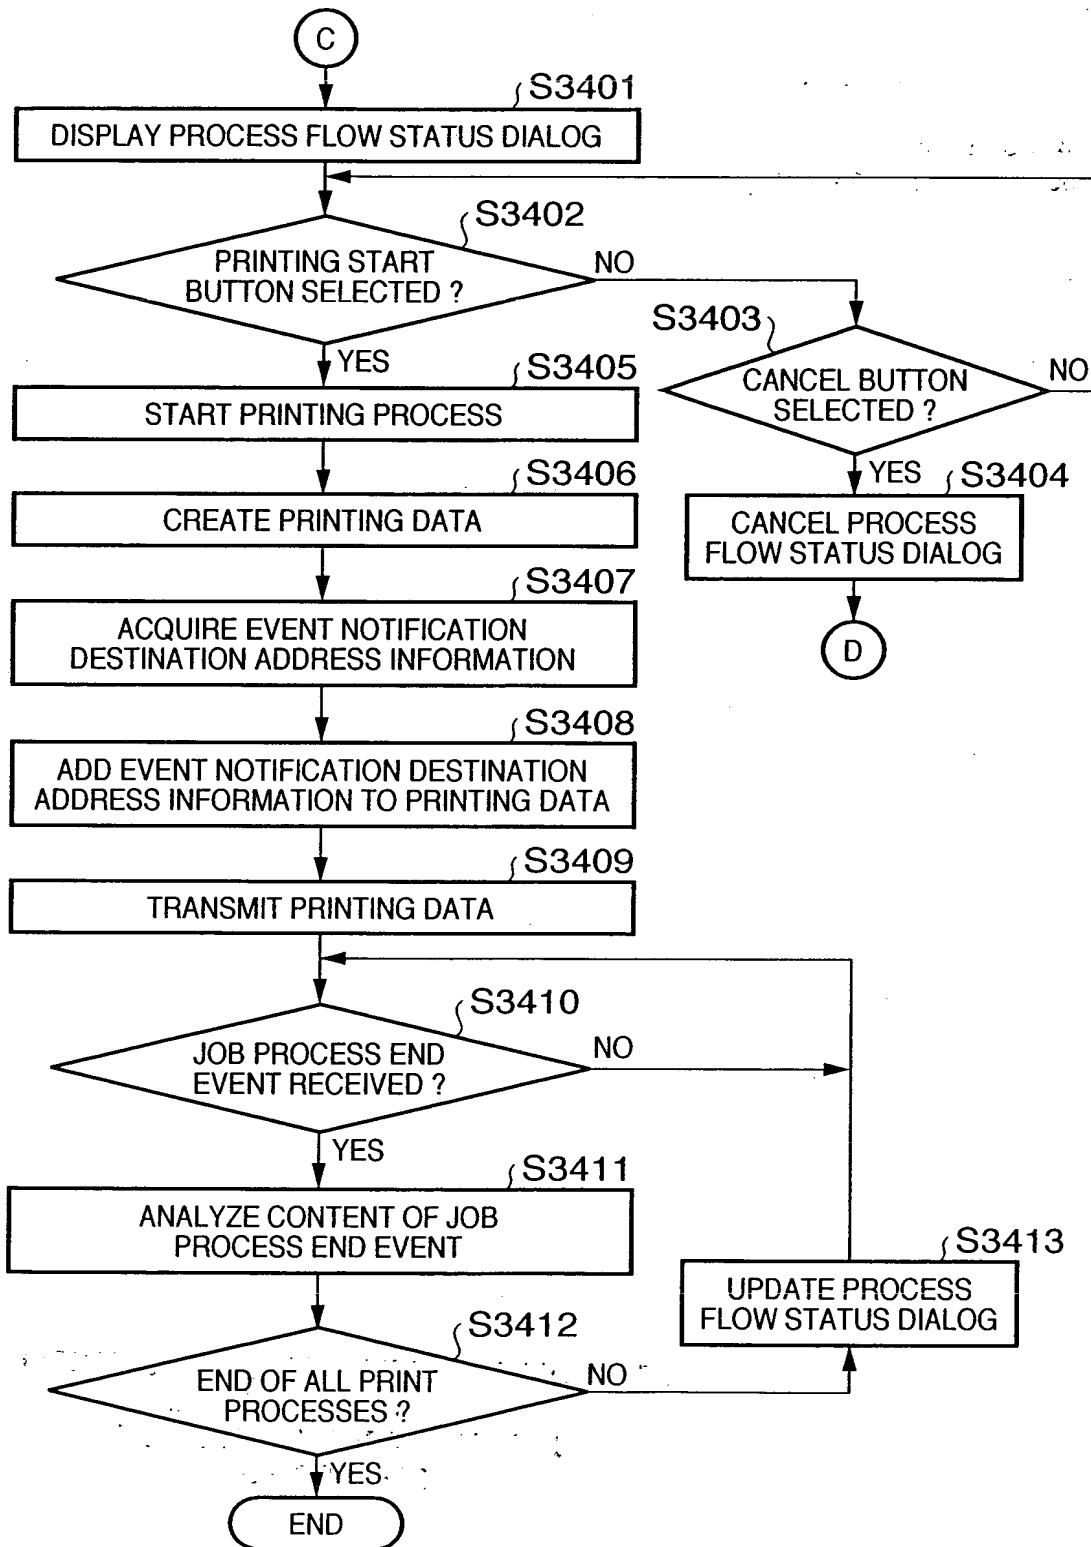 C
S3401
DISPLAY PROCESS FLOW STATUS DIALOG
S3402
PRINTING START
BUTTON SELECTED ?
NO
S3403
CANCEL BUTTON
SELECTED ?
NO
YES
S3404
CANCEL PROCESS
FLOW STATUS DIALOG
D
YES
S3405
START PRINTING PROCESS
S3406
CREATE PRINTING DATA
S3407
ACQUIRE EVENT NOTIFICATION
DESTINATION ADDRESS INFORMATION
S3408
ADD EVENT NOTIFICATION DESTINATION
ADDRESS INFORMATION TO PRINTING DATA
S3409
TRANSMIT PRINTING DATA
S3410
JOB PROCESS END
EVENT RECEIVED ?
NO
YES
S3411
ANALYZE CONTENT OF JOB
PROCESS END EVENT
S3412
END OF ALL PRINT
PROCESSES ?
NO
S3413
UPDATE PROCESS
FLOW STATUS DIALOG
YES
END